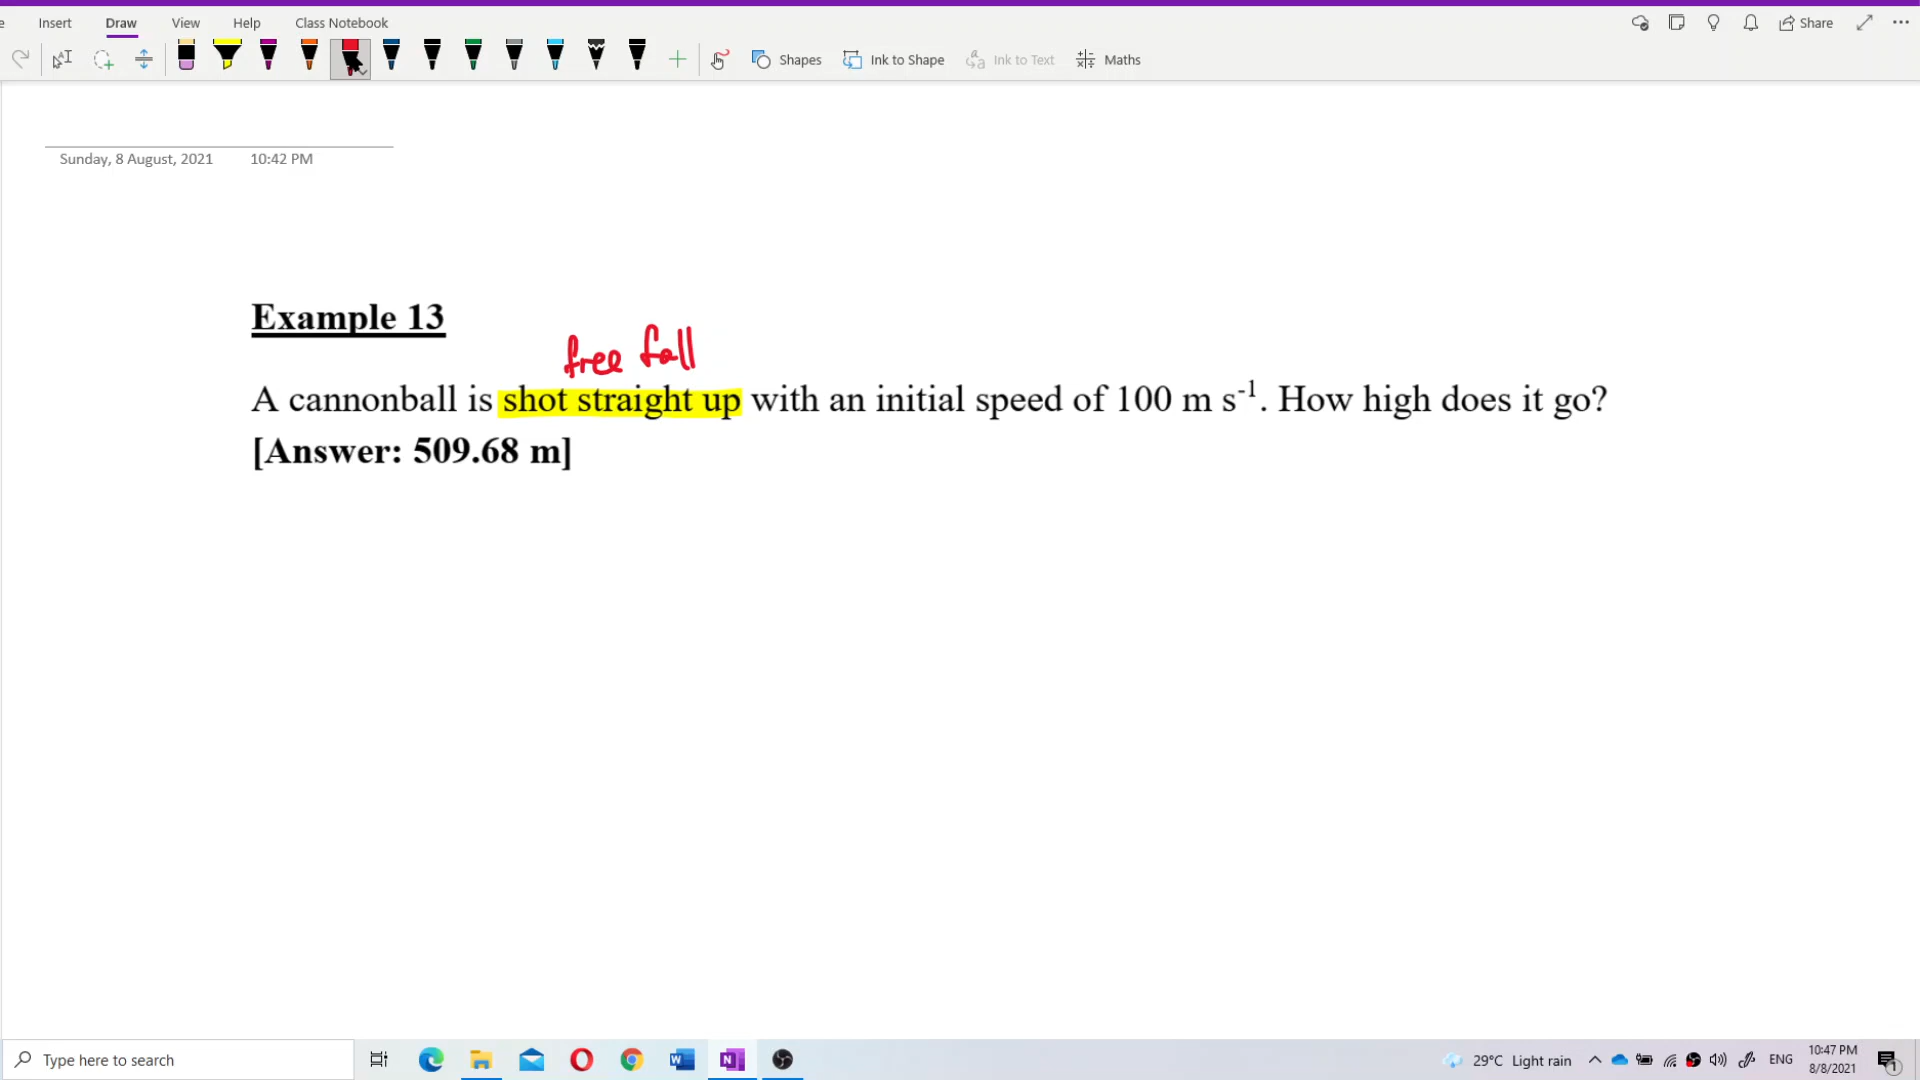 e Insert Draw View Help Class Notebook Share
Shapes Ink to Shape Ink to Text Maths
Sunday, 8 August, 2021 10:42 PM
Example 13
free fall
A cannonball is shot straight up with an initial speed of 100 m s⁻¹. How high does it go?
[Answer: 509.68 m]
Type here to search 29°C Light rain ENG 10:47 PM
8/8/2021 1